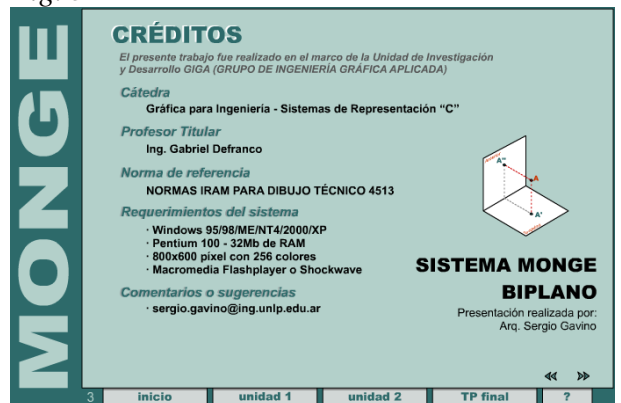 MONGE
CRÉDITOS
El presente trabajo fue realizado en el marco de la Unidad de Investigación
y Desarrollo GIGA (GRUPO DE INGENIERÍA GRÁFICA APLICADA)
Cátedra
Gráfica para Ingeniería - Sistemas de Representación “C”
Profesor Titular
Ing. Gabriel Defranco
Norma de referencia
NORMAS IRAM PARA DIBUJO TÉCNICO 4513
Requerimientos del sistema
· Windows 95/98/ME/NT4/2000/XP
· Pentium 100 - 32Mb de RAM
· 800x600 píxel con 256 colores
· Macromedia Flashplayer o Shockwave
Comentarios o sugerencias
· sergio.gavino@ing.unlp.edu.ar
A"
A
A'
SISTEMA MONGE
BIPLANO
Presentación realizada por:
Arq. Sergio Gavino
3
inicio
unidad 1
unidad 2
TP final
?